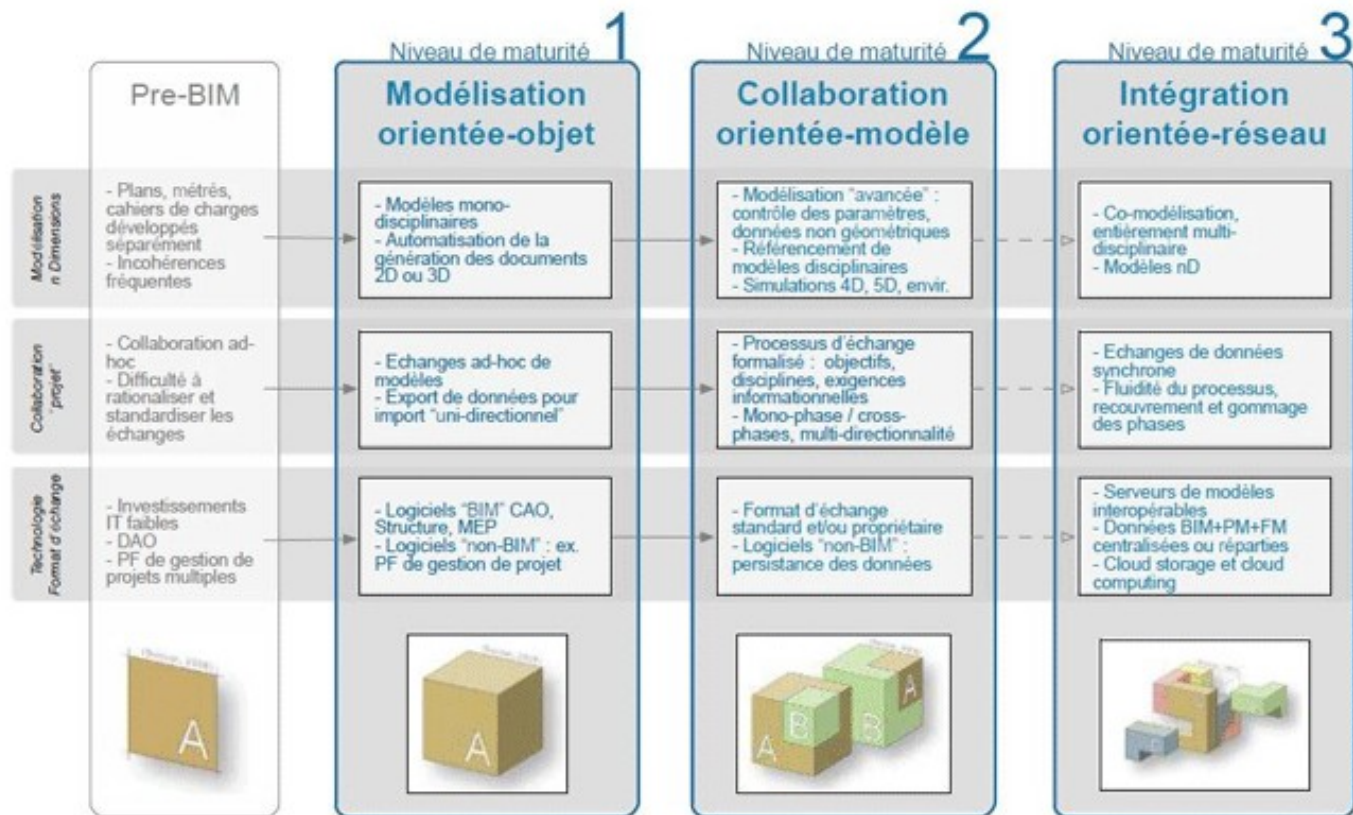 Niveau de maturité 1
Niveau de maturité 2
Niveau de maturité 3
Pre-BIM
Modélisation
orientée-objet
Collaboration
orientée-modèle
Intégration
orientée-réseau
Modélisation
n Dimensions
- Plans, métrés,
cahiers de charges
développés
séparément
- Incohérences
fréquentes
- Modèles mono-
disciplinaires
- Automatisation de la
génération des documents
2D ou 3D
- Modélisation "avancée" :
contrôle des paramètres,
données non géométriques
- Référencement de
modèles disciplinaires
- Simulations 4D, 5D, envir.
- Co-modélisation,
entièrement multi-
disciplinaire
- Modèles nD
Collaboration
"projet"
- Collaboration ad-
hoc
- Difficulté à
rationaliser et
standardiser les
échanges
- Echanges ad-hoc de
modèles
- Export de données pour
import "uni-directionnel"
- Processus d'échange
formalisé : objectifs,
disciplines, exigences
informationnelles
- Mono-phase / cross-
phases, multi-directionnalité
- Echanges de données
synchrone
- Fluidité du processus,
recouvrement et gommage
des phases
Technologie
Format d'échange
- Investissements
IT faibles
- DAO
- PF de gestion de
projets multiples
- Logiciels "BIM" CAO,
Structure, MEP
- Logiciels "non-BIM" : ex.
PF de gestion de projet
- Format d'échange
standard et/ou propriétaire
- Logiciels "non-BIM" :
persistance des données
- Serveurs de modèles
interopérables
- Données BIM+PM+FM
centralisées ou réparties
- Cloud storage et cloud
computing
A
A
A
B
B
A